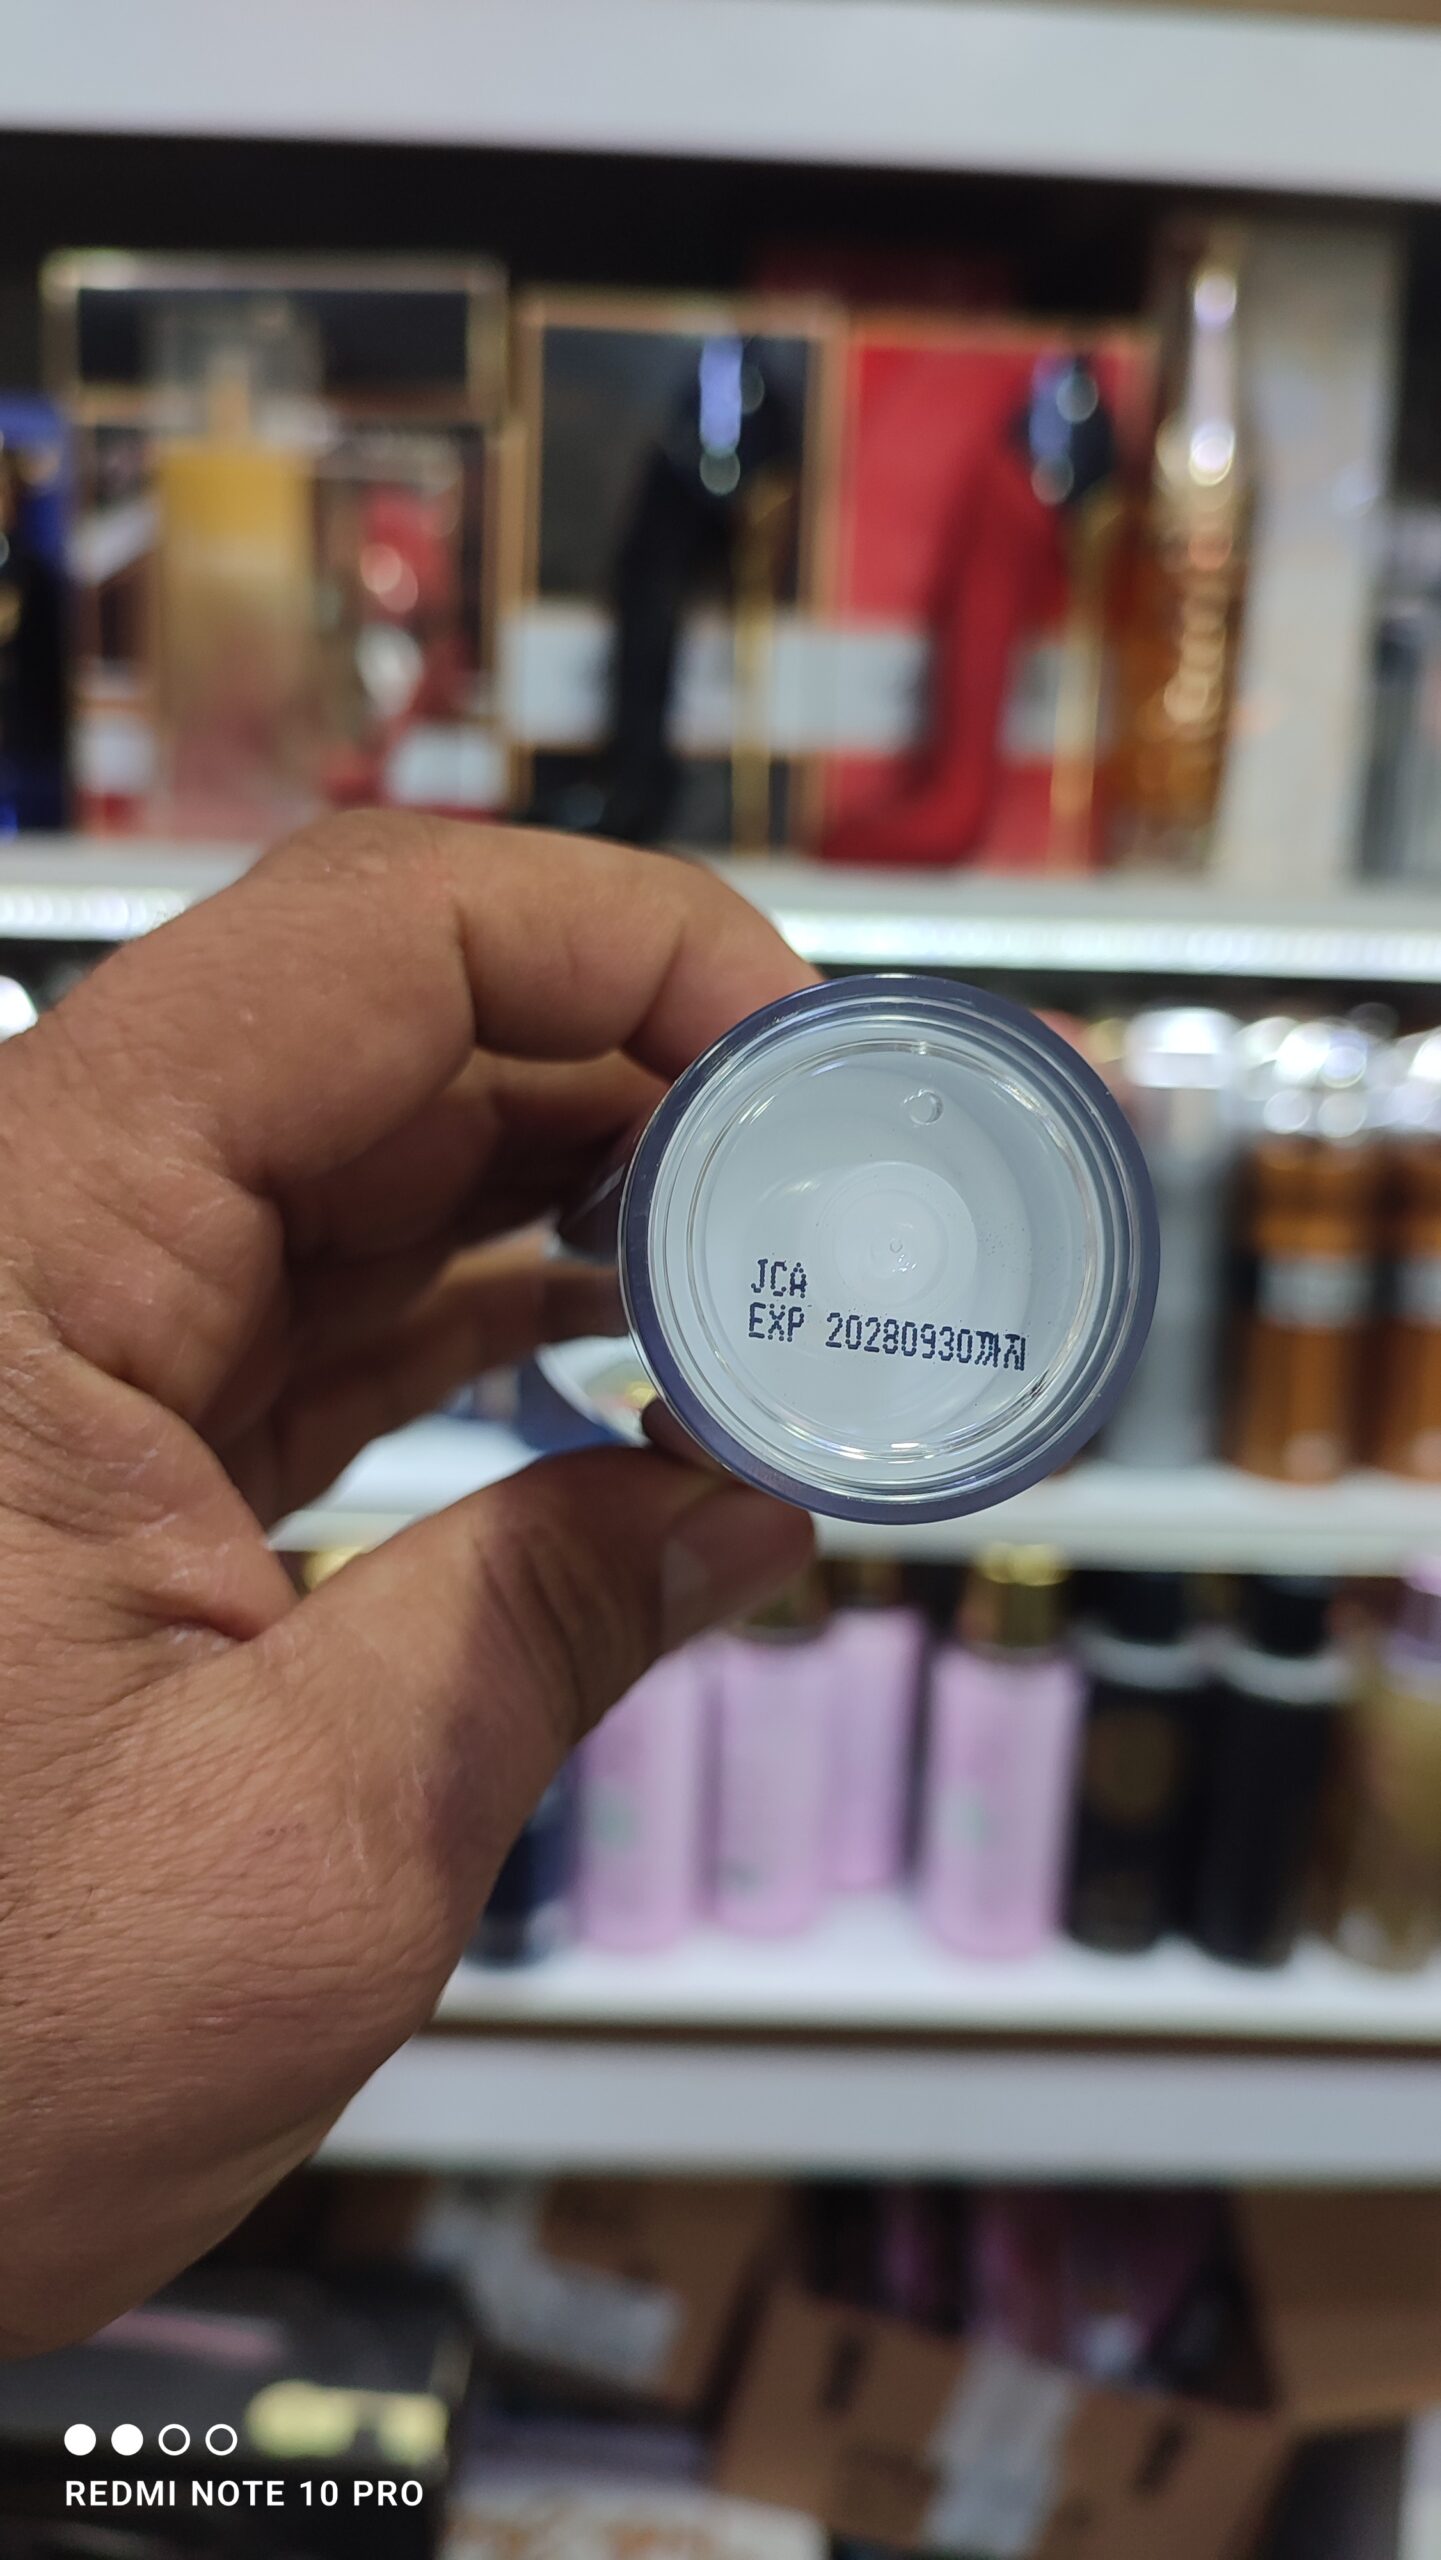 JCA
EXP 20280930까지
REDMI NOTE 10 PRO